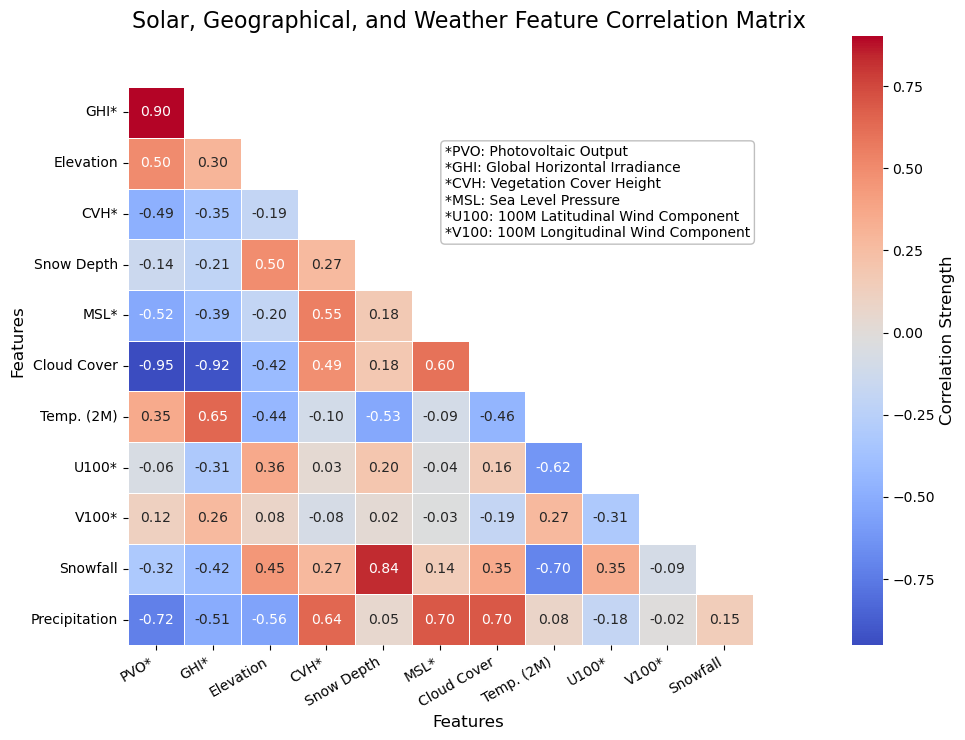 Solar, Geographical, and Weather Feature Correlation Matrix
GHI* 0.90
Elevation 0.50 0.30
CVH* -0.49 -0.35 -0.19
Snow Depth -0.14 -0.21 0.50 0.27
MSL* -0.52 -0.39 -0.20 0.55 0.18
Cloud Cover -0.95 -0.92 -0.42 0.49 0.18 0.60
Temp. (2M) 0.35 0.65 -0.44 -0.10 -0.53 -0.09 -0.46
U100* -0.06 -0.31 0.36 0.03 0.20 -0.04 0.16 -0.62
V100* 0.12 0.26 0.08 -0.08 0.02 -0.03 -0.19 0.27 -0.31
Snowfall -0.32 -0.42 0.45 0.27 0.84 0.14 0.35 -0.70 0.35 -0.09
Precipitation -0.72 -0.51 -0.56 0.64 0.05 0.70 0.70 0.08 -0.18 -0.02 0.15
PVO* GHI* Elevation CVH* Snow Depth MSL* Cloud Cover Temp. (2M) U100* V100* Snowfall
Features
Features
*PVO: Photovoltaic Output
*GHI: Global Horizontal Irradiance
*CVH: Vegetation Cover Height
*MSL: Sea Level Pressure
*U100: 100M Latitudinal Wind Component
*V100: 100M Longitudinal Wind Component
0.75
0.50
0.25
0.00
−0.25
−0.50
−0.75
Correlation Strength